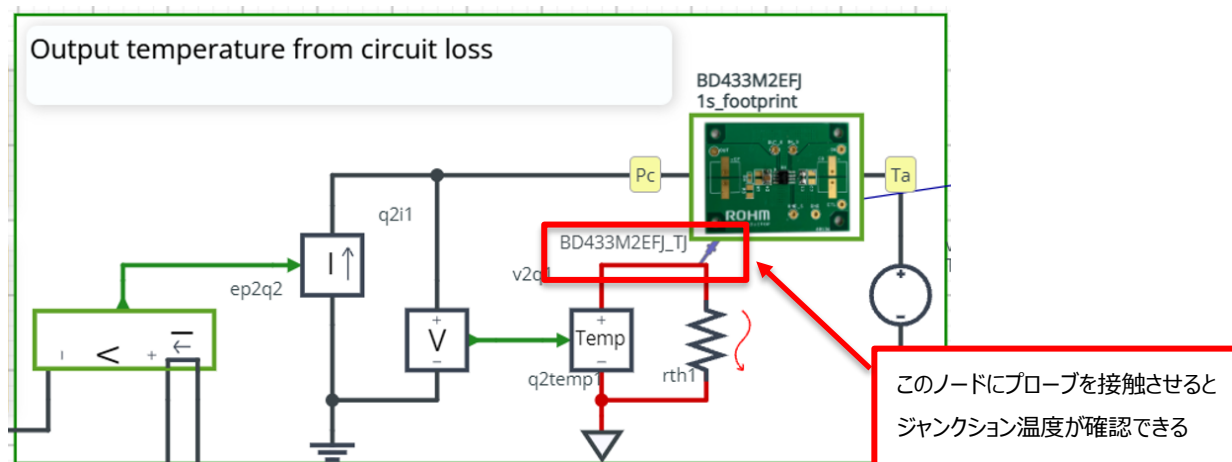 Output temperature from circuit loss
BD433M2EFJ
1s_footprint
Pc
Ta
q2i1
ROHM
BD433M2EFJ_TJ
v2q1
I
ep2q2
V
Temp
q2temp1
rth1
V
I
このノードにプローブを接触させると
ジャンクション温度が確認できる